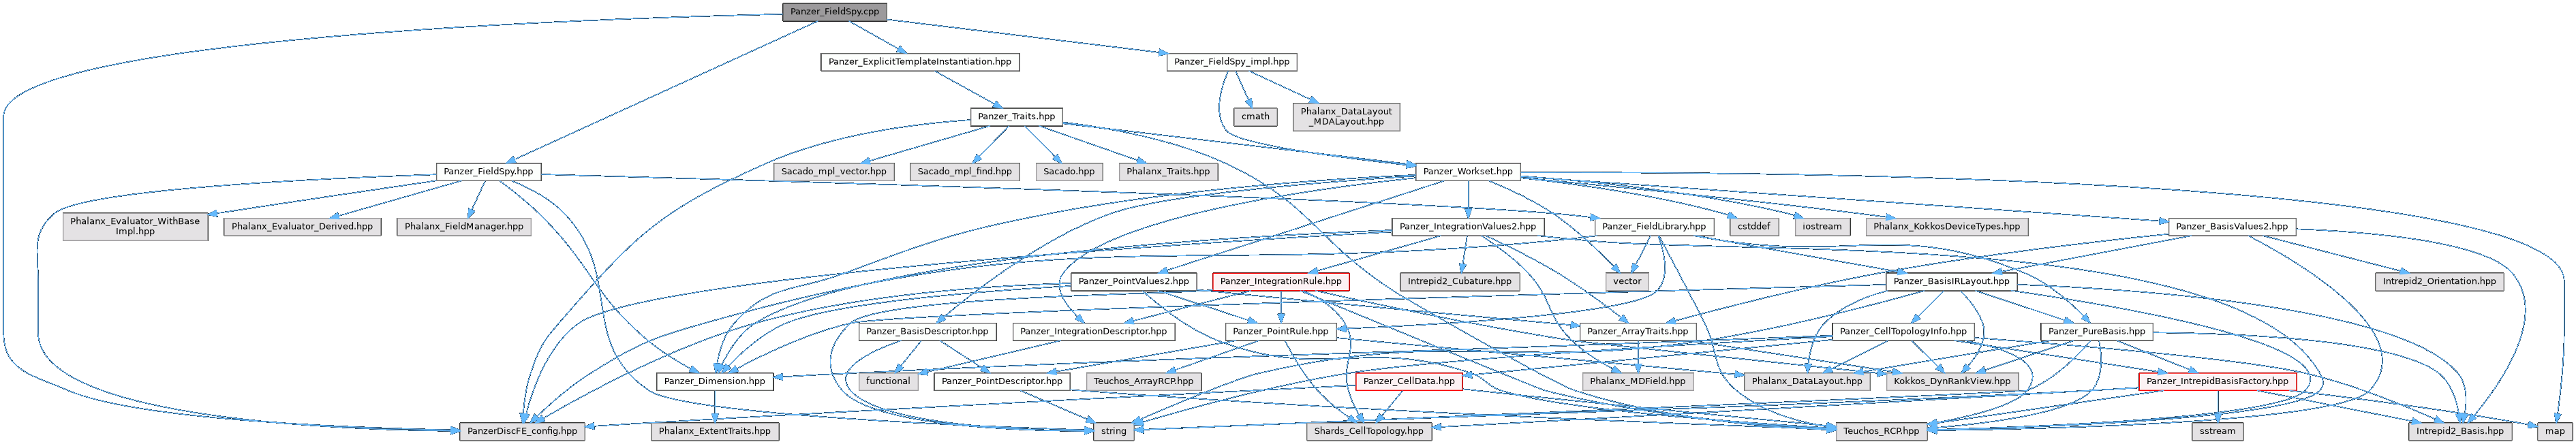 Panzer_FieldSpy.cpp
Panzer_ExplicitTemplateInstantiation.hpp
Panzer_FieldSpy_impl.hpp
Panzer_Traits.hpp
cmath
Phalanx_DataLayout
_MDALayout.hpp
Panzer_FieldSpy.hpp
Sacado_mpl_vector.hpp
Sacado_mpl_find.hpp
Sacado.hpp
Phalanx_Traits.hpp
Panzer_Workset.hpp
Phalanx_Evaluator_WithBase
Impl.hpp
Phalanx_Evaluator_Derived.hpp
Phalanx_FieldManager.hpp
Panzer_FieldLibrary.hpp
Panzer_IntegrationValues2.hpp
cstddef
iostream
Phalanx_KokkosDeviceTypes.hpp
Panzer_BasisValues2.hpp
Panzer_PointValues2.hpp
Panzer_IntegrationRule.hpp
Intrepid2_Cubature.hpp
vector
Panzer_BasisIRLayout.hpp
Intrepid2_Orientation.hpp
Panzer_BasisDescriptor.hpp
Panzer_IntegrationDescriptor.hpp
Panzer_PointRule.hpp
Panzer_ArrayTraits.hpp
Panzer_CellTopologyInfo.hpp
Panzer_PureBasis.hpp
Panzer_Dimension.hpp
functional
Panzer_PointDescriptor.hpp
Teuchos_ArrayRCP.hpp
Panzer_CellData.hpp
Phalanx_MDField.hpp
Phalanx_DataLayout.hpp
Kokkos_DynRankView.hpp
Panzer_IntrepidBasisFactory.hpp
PanzerDiscFE_config.hpp
Phalanx_ExtentTraits.hpp
string
Shards_CellTopology.hpp
Teuchos_RCP.hpp
sstream
Intrepid2_Basis.hpp
map